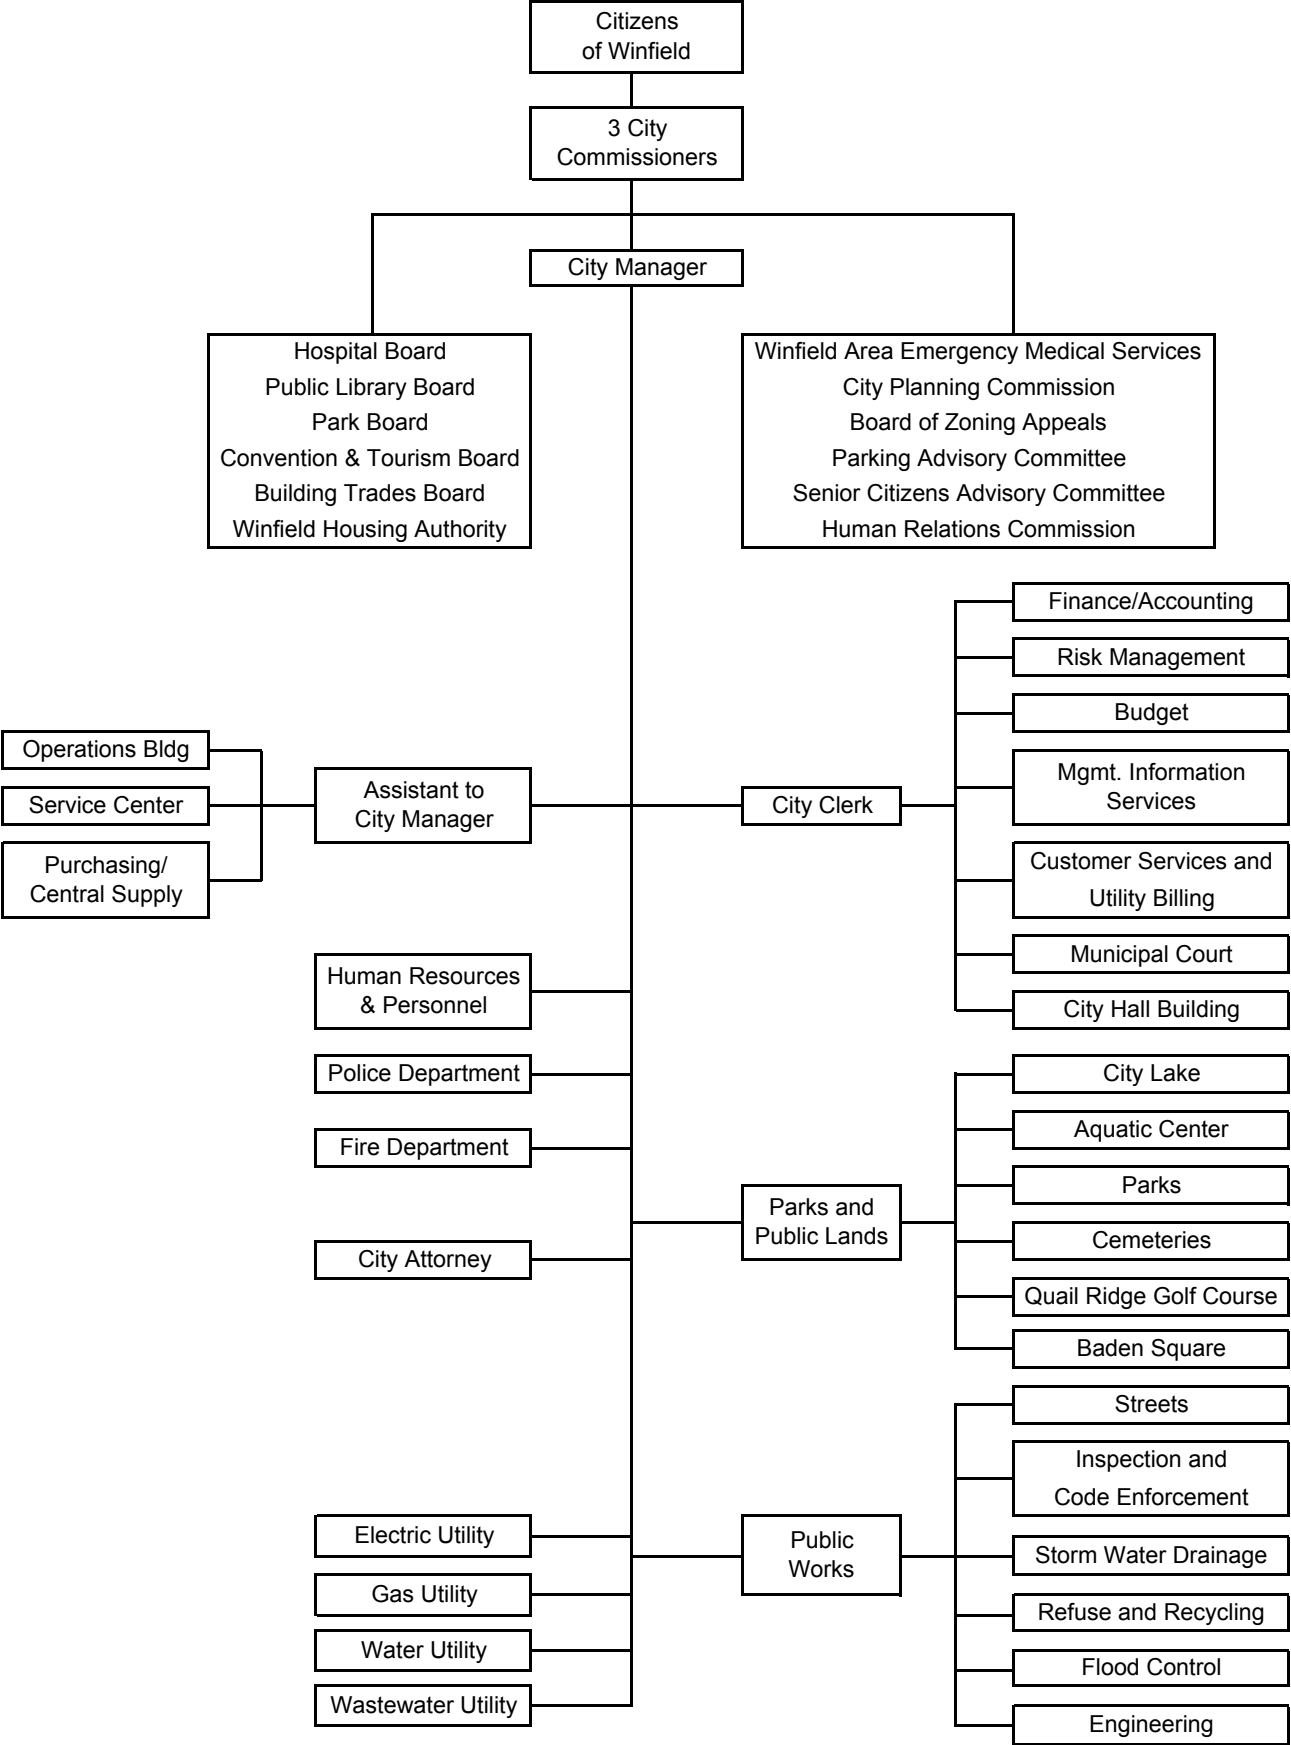 Citizens
of Winfield
3 City
Commissioners
City Manager
Hospital Board
Public Library Board
Park Board
Convention & Tourism Board
Building Trades Board
Winfield Housing Authority
Winfield Area Emergency Medical Services
City Planning Commission
Board of Zoning Appeals
Parking Advisory Committee
Senior Citizens Advisory Committee
Human Relations Commission
Operations Bldg
Service Center
Purchasing/
Central Supply
Assistant to
City Manager
Human Resources
& Personnel
Police Department
Fire Department
City Attorney
Electric Utility
Gas Utility
Water Utility
Wastewater Utility
City Clerk
Finance/Accounting
Risk Management
Budget
Mgmt. Information
Services
Customer Services and
Utility Billing
Municipal Court
City Hall Building
Parks and
Public Lands
City Lake
Aquatic Center
Parks
Cemeteries
Quail Ridge Golf Course
Baden Square
Public
Works
Streets
Inspection and
Code Enforcement
Storm Water Drainage
Refuse and Recycling
Flood Control
Engineering